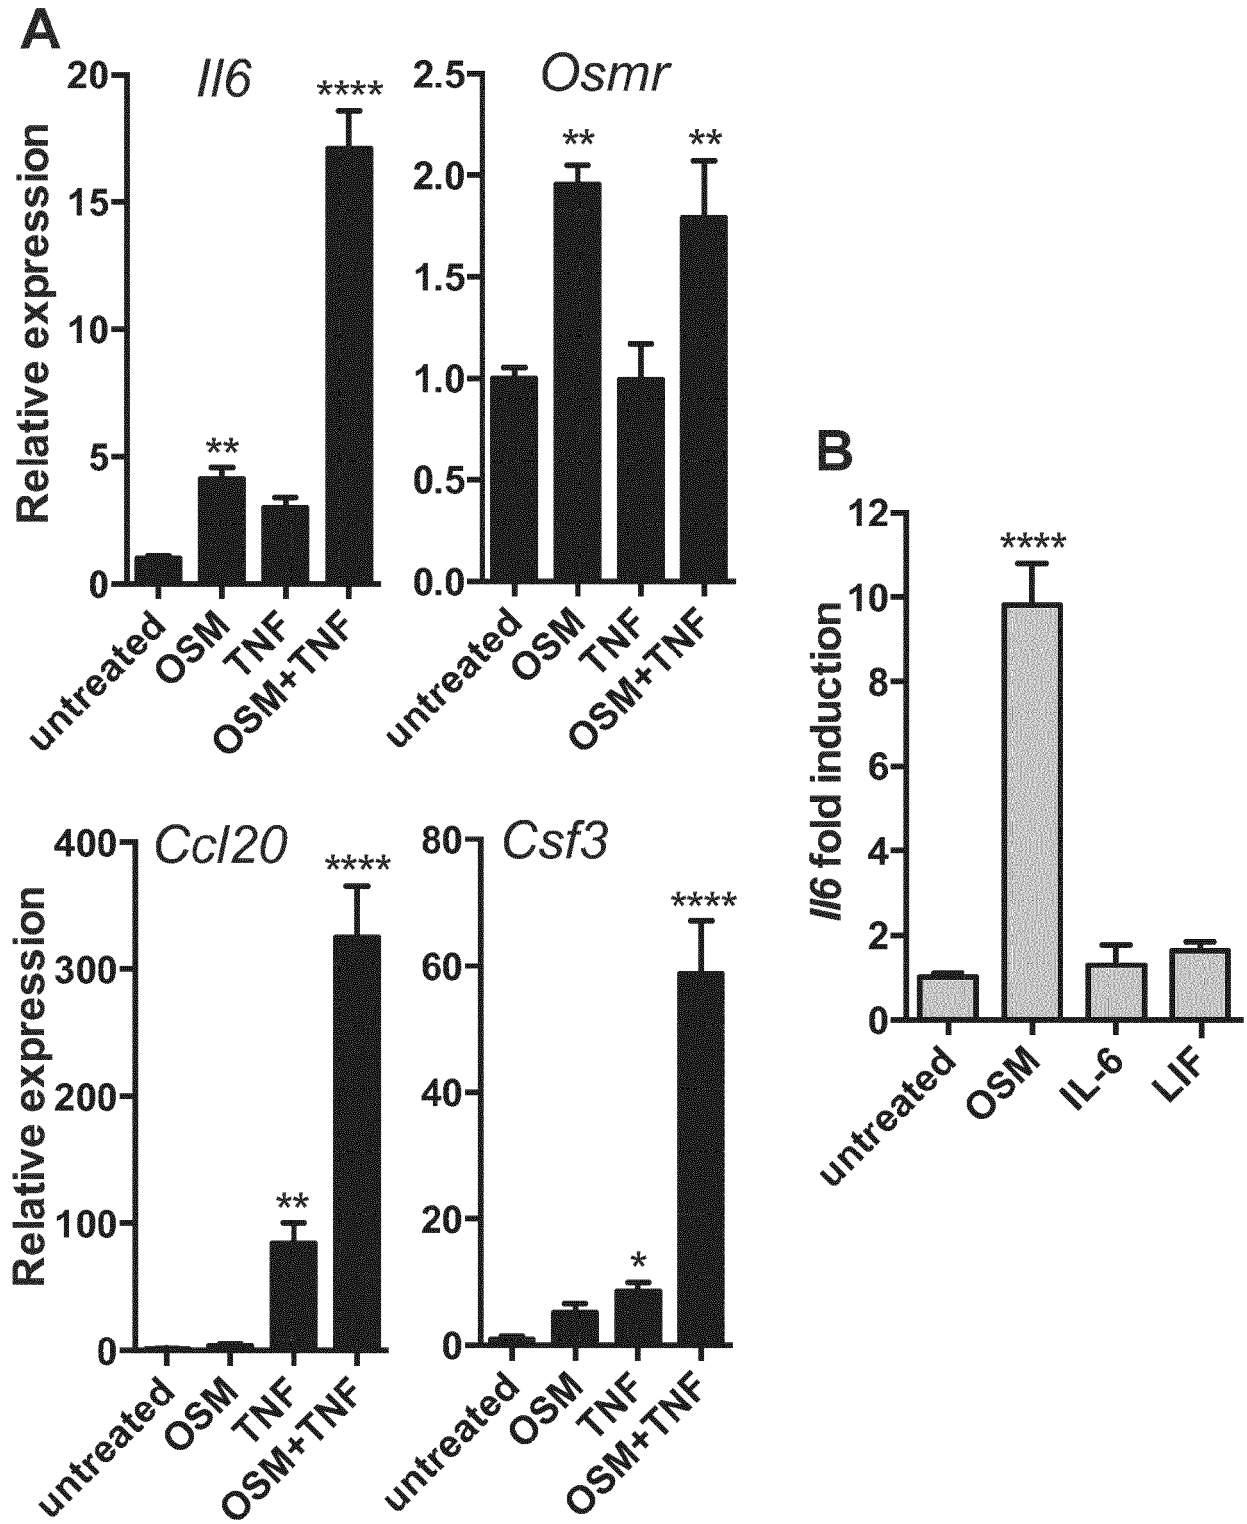 A
Il6
Relative expression
20
15
10
5
0
**
****
untreated
OSM
TNF
OSM+TNF
Osmr
2.5
2.0
1.5
1.0
0.5
0.0
**
**
untreated
OSM
TNF
OSM+TNF
Ccl20
Relative expression
400
300
200
100
0
**
****
untreated
OSM
TNF
OSM+TNF
Csf3
80
60
40
20
0
*
****
untreated
OSM
TNF
OSM+TNF
B
Il6 fold induction
12
10
8
6
4
2
0
****
untreated
OSM
IL-6
LIF